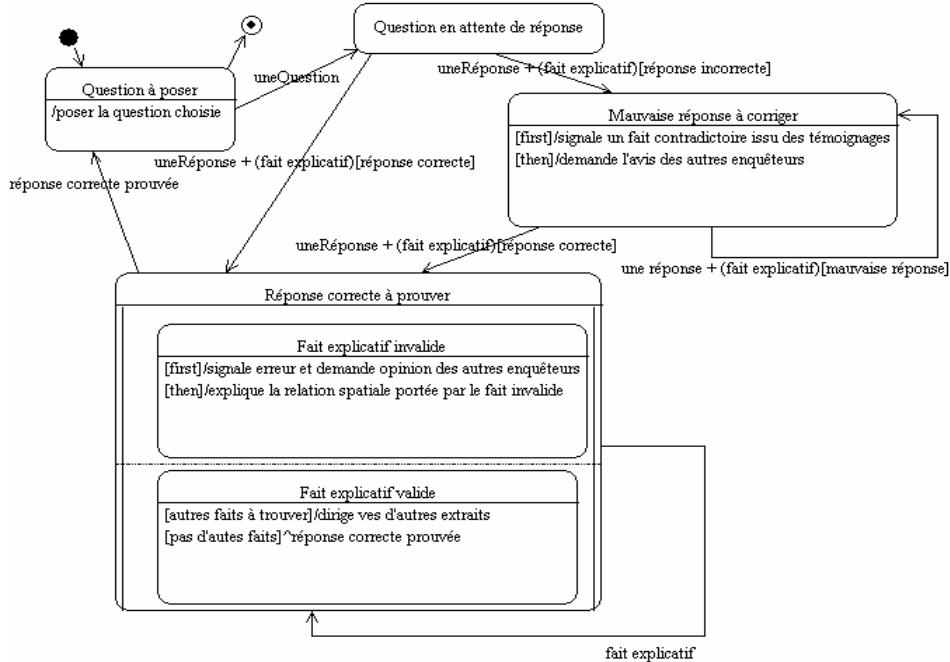 Question en attente de réponse
uneQuestion
uneRéponse + (fait explicatif)[réponse incorrecte]
Question à poser
/poser la question choisie
Mauvaise réponse à corriger
[first]/signale un fait contradictoire issu des témoignages
[then]/demande l'avis des autres enquêteurs
uneRéponse + (fait explicatif)[réponse correcte]
réponse correcte prouvée
uneRéponse + (fait explicatif)[réponse correcte]
une réponse + (fait explicatif)[mauvaise réponse]
Réponse correcte à prouver
Fait explicatif invalide
[first]/signale erreur et demande opinion des autres enquêteurs
[then]/explique la relation spatiale portée par le fait invalide
Fait explicatif valide
[autres faits à trouver]/dirige ves d'autres extraits
[pas d'autes faits]^réponse correcte prouvée
fait explicatif